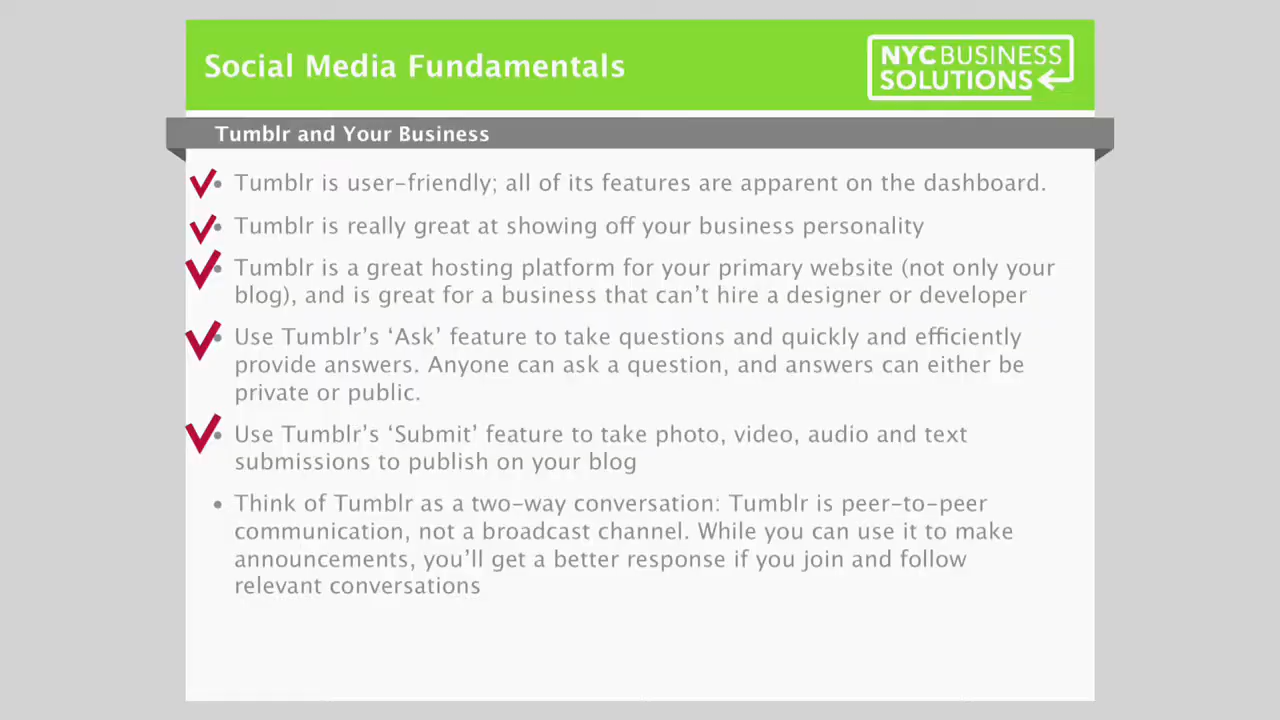 Social Media Fundamentals
NYC BUSINESS
SOLUTIONS
Tumblr and Your Business
• Tumblr is user-friendly; all of its features are apparent on the dashboard.
• Tumblr is really great at showing off your business personality
• Tumblr is a great hosting platform for your primary website (not only your
blog), and is great for a business that can’t hire a designer or developer
• Use Tumblr’s ‘Ask’ feature to take questions and quickly and efficiently
provide answers. Anyone can ask a question, and answers can either be
private or public.
• Use Tumblr’s ‘Submit’ feature to take photo, video, audio and text
submissions to publish on your blog
• Think of Tumblr as a two-way conversation: Tumblr is peer-to-peer
communication, not a broadcast channel. While you can use it to make
announcements, you’ll get a better response if you join and follow
relevant conversations